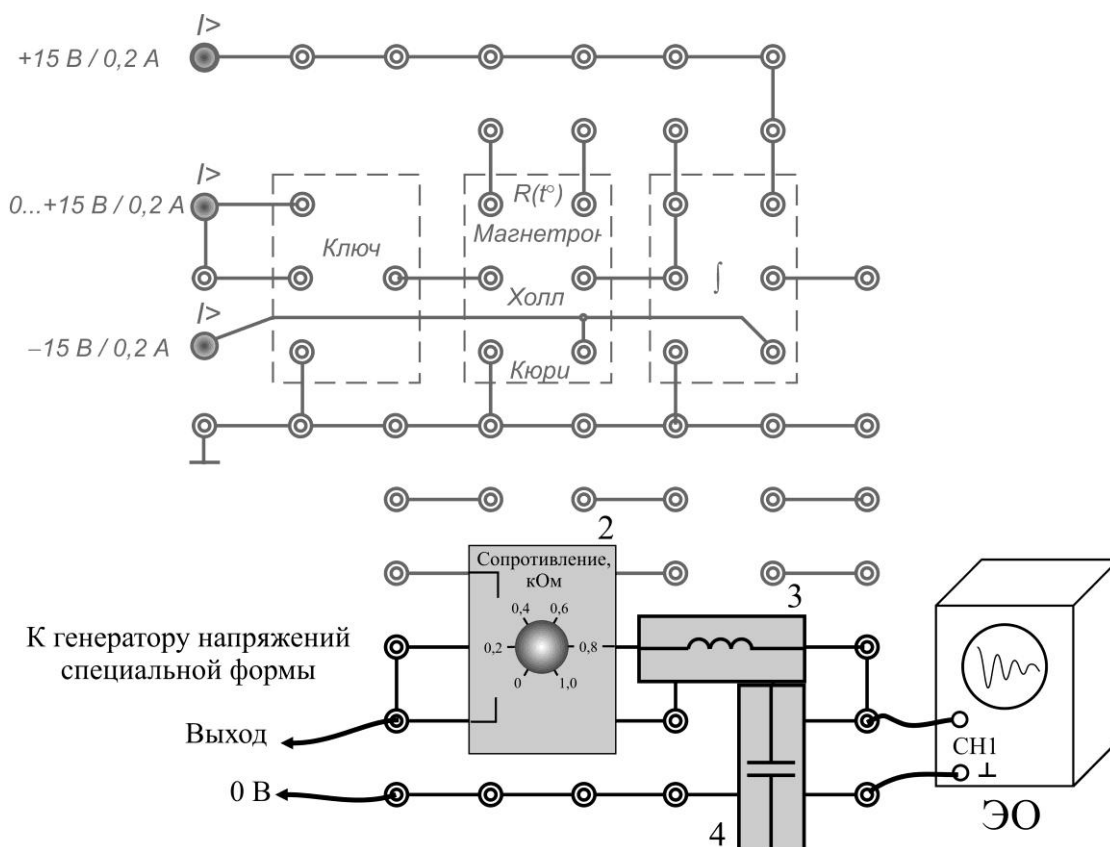 I>
+15 В / 0,2 А
I>
0...+15 В / 0,2 А
R(t°)
Магнетрон
Ключ
∫
Холл
I>
–15 В / 0,2 А
Кюри
2
Сопротивление,
кОм
0,4 0,6
0,2 0,8
0 1,0
3
К генератору напряжений
специальной формы
Выход
CH1
⊥
0 В
4
ЭО